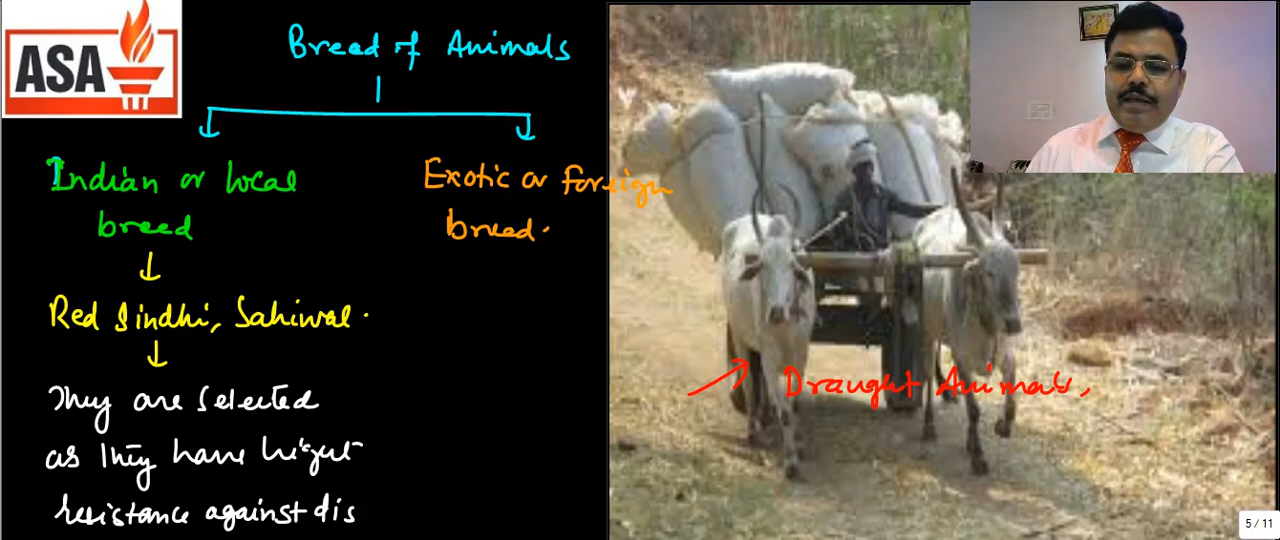 ASA
Breed of Animals
Indian or local
breed
Exotic or foreign
breed.
Red Sindhi, Sahiwal.
They are selected
as they have higher
resistance against dis
Draught Animals,
5 / 11